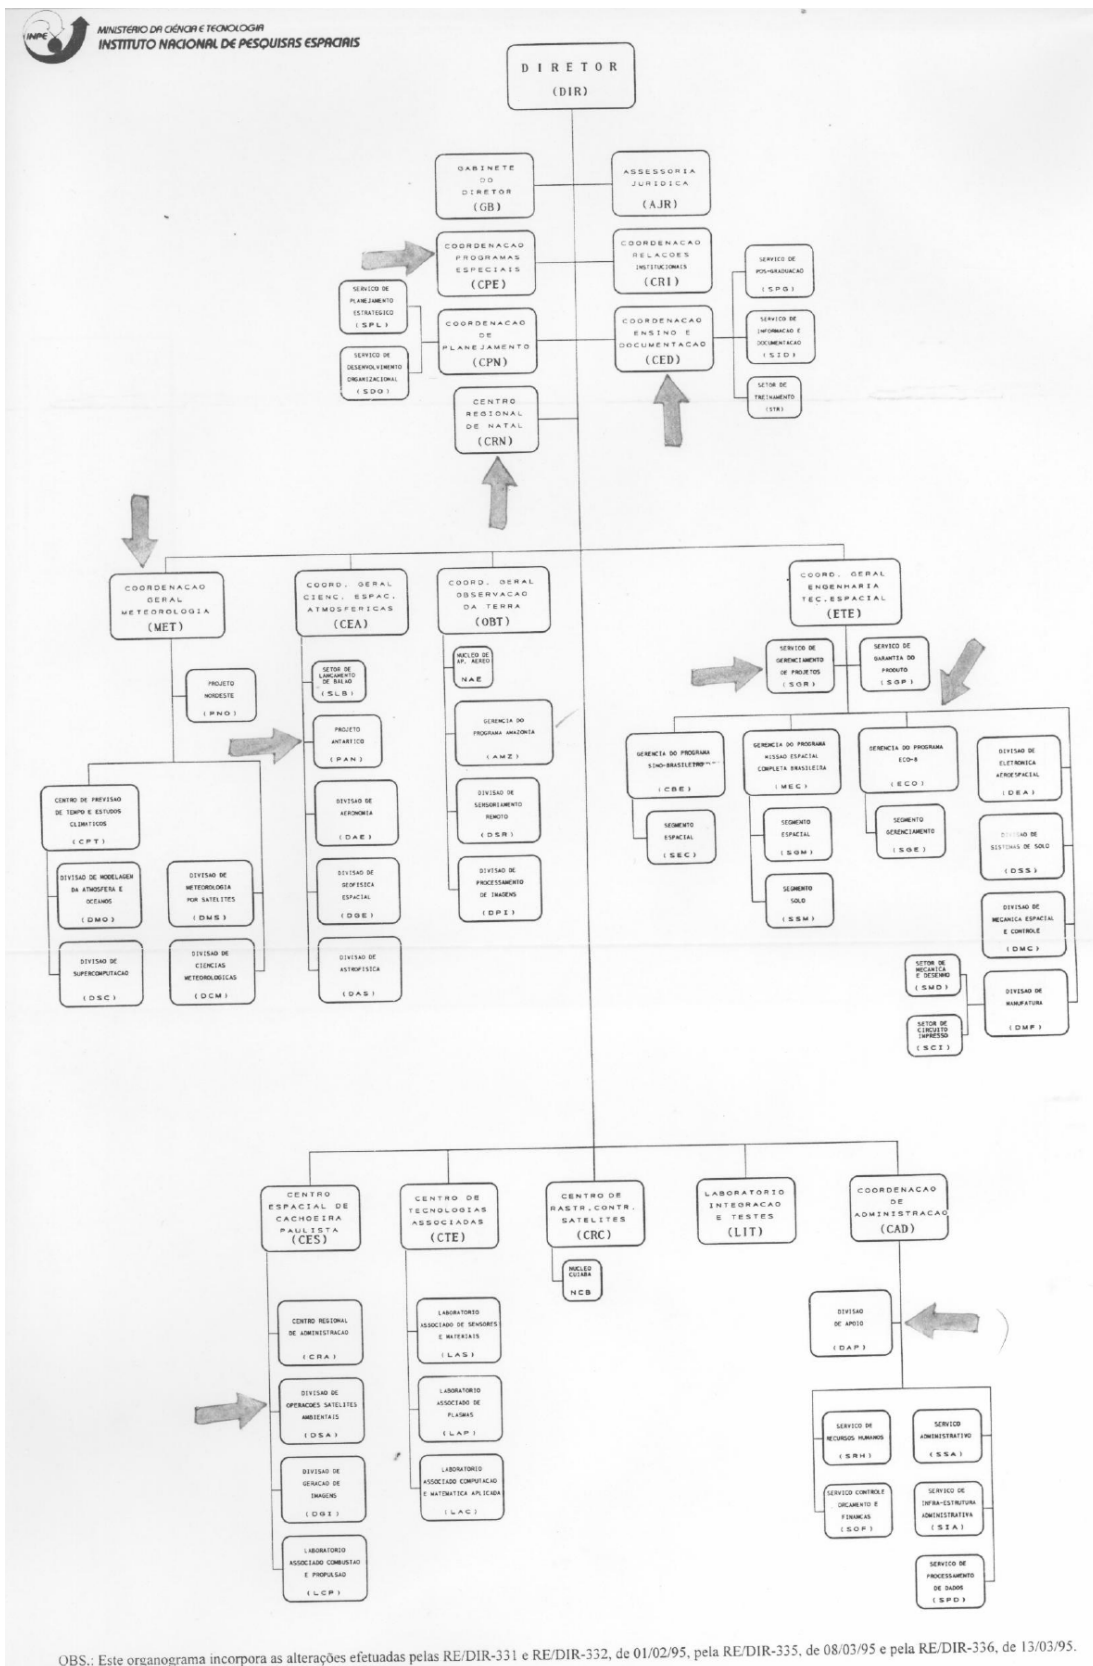 INPE
MINISTÉRIO DA CIÊNCIA E TECNOLOGIA
INSTITUTO NACIONAL DE PESQUISAS ESPACIAIS
DIRETOR
(DIR)
GABINETE
DO
DIRETOR
(GB)
ASSESSORIA
JURIDICA
(AJR)
COORDENACAO
PROGRAMAS
ESPECIAIS
(CPE)
COORDENACAO
RELACOES
INSTITUCIONAIS
(CRI)
SERVICO DE
POS-GRADUACAO
(SPG)
SERVICO DE
PLANEJAMENTO
ESTRATEGICO
(SPL)
COORDENACAO
DE
PLANEJAMENTO
(CPN)
COORDENACAO
ENSINO E
DOCUMENTACAO
(CED)
SERVICO DE
INFORMACAO E
DOCUMENTACAO
(SID)
SERVICO DE
DESENVOLVIMENTO
ORGANIZACIONAL
(SDO)
SETOR DE
TREINAMENTO
(STR)
CENTRO
REGIONAL
DE NATAL
(CRN)
COORDENACAO
GERAL
METEOROLOGIA
(MET)
COORD. GERAL
CIENC. ESPAC.
ATMOSFERICAS
(CEA)
COORD. GERAL
OBSERVACAO
DA TERRA
(OBT)
COORD. GERAL
ENGENHARIA
TEC.ESPACIAL
(ETE)
PROJETO
NORDESTE
(PNO)
CENTRO DE PREVISAO
DE TEMPO E ESTUDOS
CLIMATICOS
(CPT)
DIVISAO DE MODELAGEM
DA ATMOSFERA E
OCEANOS
(DMO)
DIVISAO DE
METEOROLOGIA
POR SATELITES
(DMS)
DIVISAO DE
SUPERCOMPUTACAO
(DSC)
DIVISAO DE
CIENCIAS
METEOROLOGICAS
(DCM)
SETOR DE
LANCAMENTO
DE BALAO
(SLB)
PROJETO
ANTARTICO
(PAN)
DIVISAO DE
AERONOMIA
(DAE)
DIVISAO DE
GEOFISICA
ESPACIAL
(DGE)
DIVISAO DE
ASTROFISICA
(DAS)
NUCLEO DE
AP. AEREO
NAE
GERENCIA DO
PROGRAMA AMAZONIA
(AMZ)
DIVISAO DE
SENSORIAMENTO
REMOTO
(DSR)
DIVISAO DE
PROCESSAMENTO
DE IMAGENS
(DPI)
SERVICO DE
GERENCIAMENTO
DE PROJETOS
(SGR)
SERVICO DE
GARANTIA DO
PRODUTO
(SGP)
GERENCIA DO PROGRAMA
SINO-BRASILEIRO
(CBE)
SEGMENTO
ESPACIAL
(SEC)
GERENCIA DO PROGRAMA
MISSAO ESPACIAL
COMPLETA BRASILEIRA
(MEC)
SEGMENTO
ESPACIAL
(SGM)
SEGMENTO
SOLO
(SSM)
GERENCIA DO PROGRAMA
ECO-8
(ECO)
SEGMENTO
GERENCIAMENTO
(SGE)
DIVISAO DE
ELETRONICA
AEROESPACIAL
(DEA)
DIVISAO DE
SISTEMAS DE SOLO
(DSS)
DIVISAO DE
MECANICA ESPACIAL
E CONTROLE
(DMC)
SETOR DE
MECANICA
E DESENHO
(SMD)
SETOR DE
CIRCUITO
IMPRESSO
(SCI)
DIVISAO DE
MANUFATURA
(DMF)
CENTRO
ESPACIAL DE
CACHOEIRA
PAULISTA
(CES)
CENTRO DE
TECNOLOGIAS
ASSOCIADAS
(CTE)
CENTRO DE
RASTR.CONTR.
SATELITES
(CRC)
LABORATORIO
INTEGRACAO
E TESTES
(LIT)
COORDENACAO
DE
ADMINISTRACAO
(CAD)
CENTRO REGIONAL
DE ADMINISTRACAO
(CRA)
DIVISAO DE
OPERACOES SATELITES
AMBIENTAIS
(DSA)
DIVISAO DE
GERACAO DE
IMAGENS
(DGI)
LABORATORIO
ASSOCIADO COMBUSTAO
E PROPULSAO
(LCP)
LABORATORIO
ASSOCIADO DE SENSORES
E MATERIAIS
(LAS)
LABORATORIO
ASSOCIADO DE
PLASMAS
(LAP)
LABORATORIO
ASSOCIADO COMPUTACAO
E MATEMATICA APLICADA
(LAC)
NUCLEO
CUIABA
NCB
DIVISAO
DE APOIO
(DAP)
SERVICO DE
RECURSOS HUMANOS
(SRH)
SERVICO
ADMINISTRATIVO
(SSA)
SERVICO CONTROLE
ORCAMENTO E
FINANCAS
(SOF)
SERVICO DE
INFRA-ESTRUTURA
ADMINISTRATIVA
(SIA)
SERVICO DE
PROCESSAMENTO
DE DADOS
(SPD)
OBS.: Este organograma incorpora as alterações efetuadas pelas RE/DIR-331 e RE/DIR-332, de 01/02/95, pela RE/DIR-335, de 08/03/95 e pela RE/DIR-336, de 13/03/95.